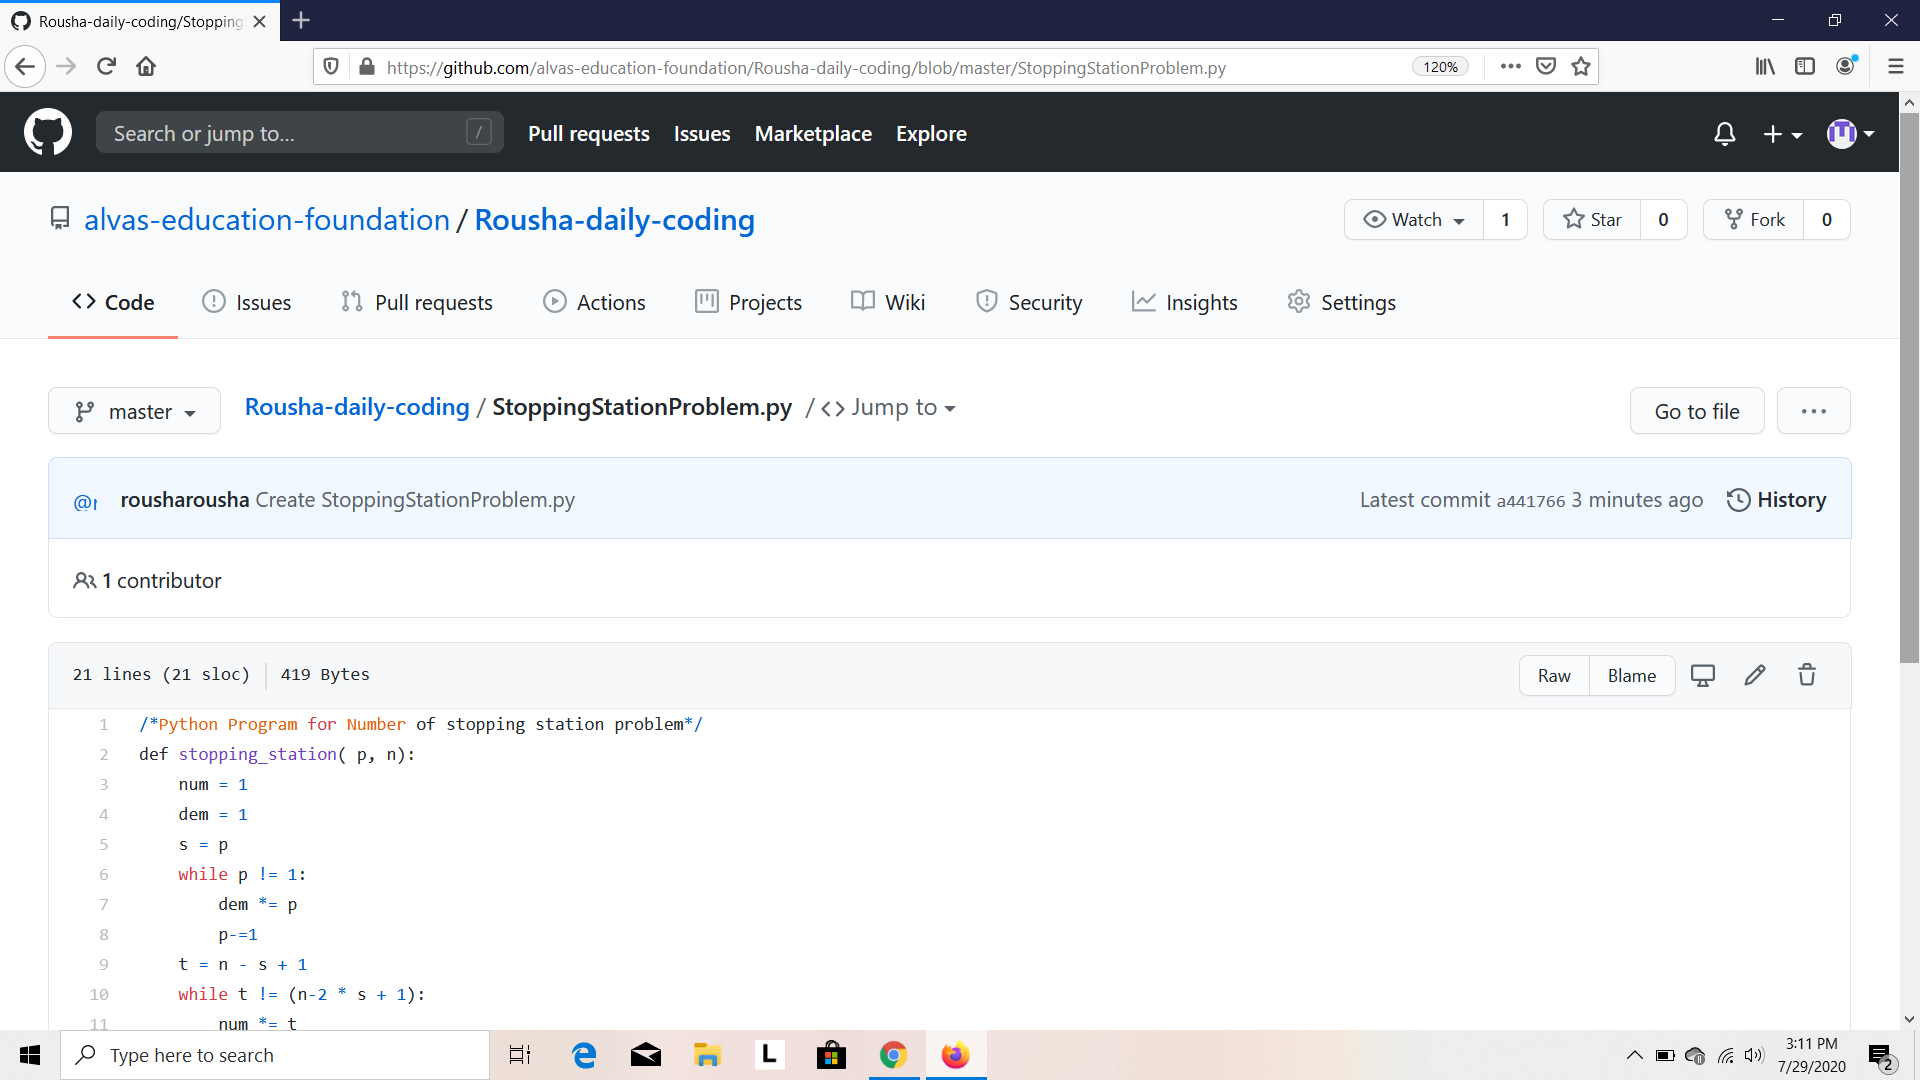 Rousha-daily-coding/Stopping
https://github.com/alvas-education-foundation/Rousha-daily-coding/blob/master/StoppingStationProblem.py
120%
Search or jump to...
/
Pull requests
Issues
Marketplace
Explore
alvas-education-foundation / Rousha-daily-coding
Watch 1
Star 0
Fork 0
Code
Issues
Pull requests
Actions
Projects
Wiki
Security
Insights
Settings
master
Rousha-daily-coding / StoppingStationProblem.py / <> Jump to
Go to file
rousharousha Create StoppingStationProblem.py
Latest commit a441766 3 minutes ago
History
1 contributor
21 lines (21 sloc) 419 Bytes
Raw
Blame
1 /*Python Program for Number of stopping station problem*/
2 def stopping_station( p, n):
3 num = 1
4 dem = 1
5 s = p
6 while p != 1:
7 dem *= p
8 p-=1
9 t = n - s + 1
10 while t != (n-2 * s + 1):
11 num *= t
Type here to search
L
3:11 PM
7/29/2020
2